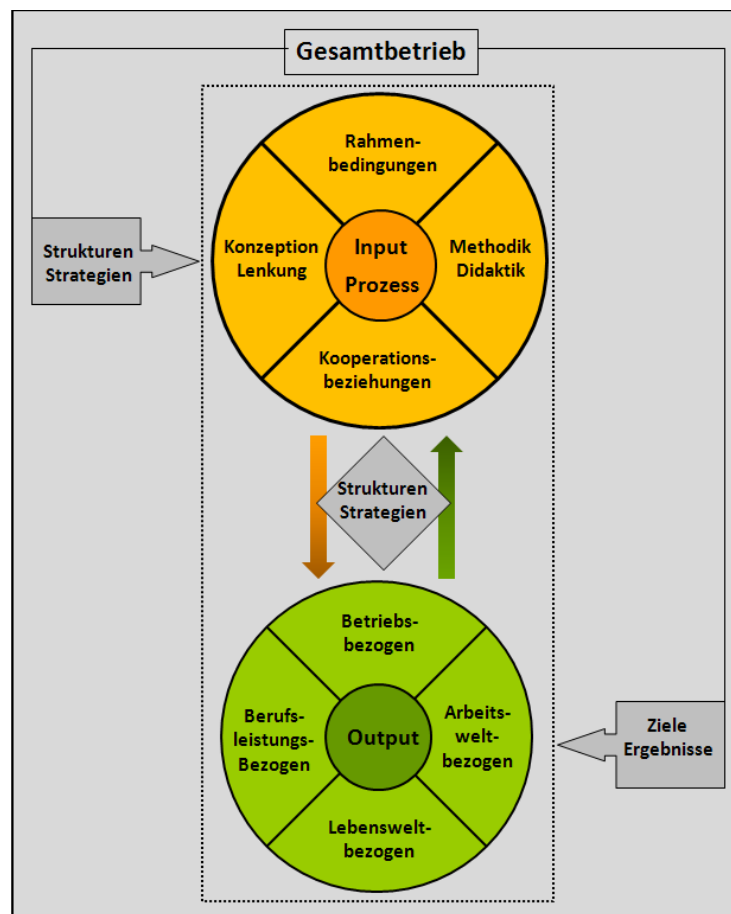 Gesamtbetrieb
Rahmen-
bedingungen
Strukturen
Strategien
Konzeption
Lenkung
Input
Prozess
Methodik
Didaktik
Kooperations-
beziehungen
Strukturen
Strategien
Betriebs-
bezogen
Berufs-
leistungs-
Bezogen
Output
Arbeits-
welt-
bezogen
Ziele
Ergebnisse
Lebenswelt-
bezogen